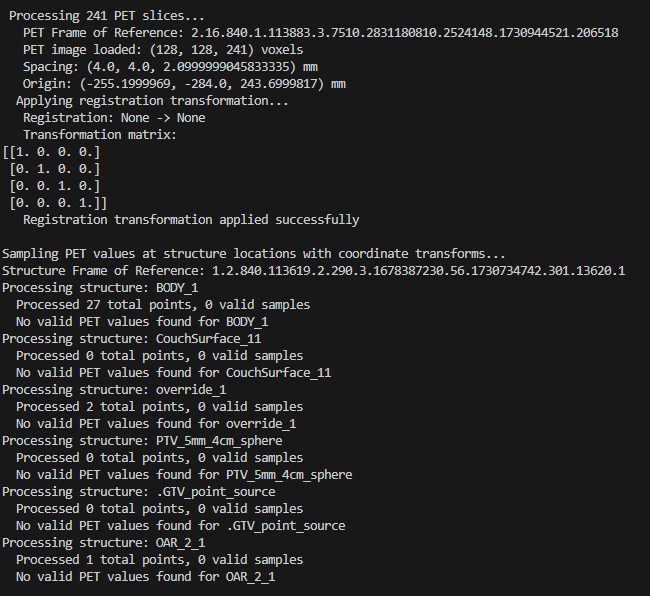 Processing 241 PET slices...
PET Frame of Reference: 2.16.840.1.113883.3.7510.2831180810.2524148.1730944521.206518
PET image loaded: (128, 128, 241) voxels
Spacing: (4.0, 4.0, 2.0999999045833335) mm
Origin: (-255.1999969, -284.0, 243.6999817) mm
Applying registration transformation...
Registration: None -> None
Transformation matrix:
[[1. 0. 0. 0.]
[0. 1. 0. 0.]
[0. 0. 1. 0.]
[0. 0. 0. 1.]]
Registration transformation applied successfully
Sampling PET values at structure locations with coordinate transforms...
Structure Frame of Reference: 1.2.840.113619.2.290.3.1678387230.56.1730734742.301.13620.1
Processing structure: BODY_1
Processed 27 total points, 0 valid samples
No valid PET values found for BODY_1
Processing structure: CouchSurface_11
Processed 0 total points, 0 valid samples
No valid PET values found for CouchSurface_11
Processing structure: override_1
Processed 2 total points, 0 valid samples
No valid PET values found for override_1
Processing structure: PTV_5mm_4cm_sphere
Processed 0 total points, 0 valid samples
No valid PET values found for PTV_5mm_4cm_sphere
Processing structure: .GTV_point_source
Processed 0 total points, 0 valid samples
No valid PET values found for .GTV_point_source
Processing structure: OAR_2_1
Processed 1 total points, 0 valid samples
No valid PET values found for OAR_2_1